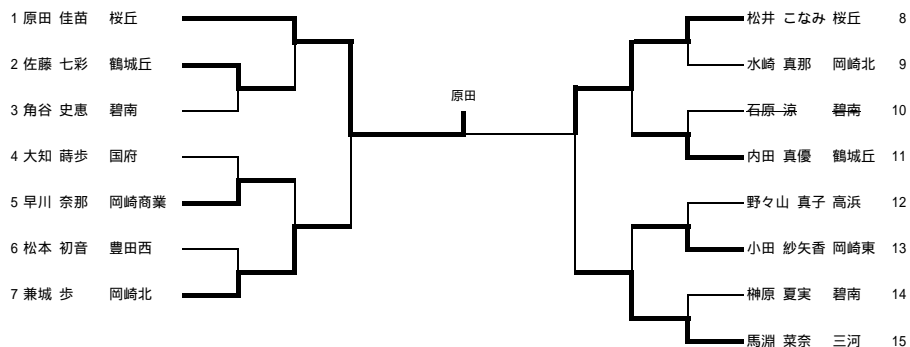 1 原田 佳苗 桜丘
2 佐藤 七彩 鶴城丘
3 角谷 史恵 碧南
4 大知 蒔歩 国府
5 早川 奈那 岡崎商業
6 松本 初音 豊田西
7 兼城 歩 岡崎北
原田
松井 こなみ 桜丘 8
水崎 真那 岡崎北 9
石原 涼 碧南 10
内田 真優 鶴城丘 11
野々山 真子 高浜 12
小田 紗矢香 岡崎東 13
榊原 夏実 碧南 14
馬淵 菜奈 三河 15